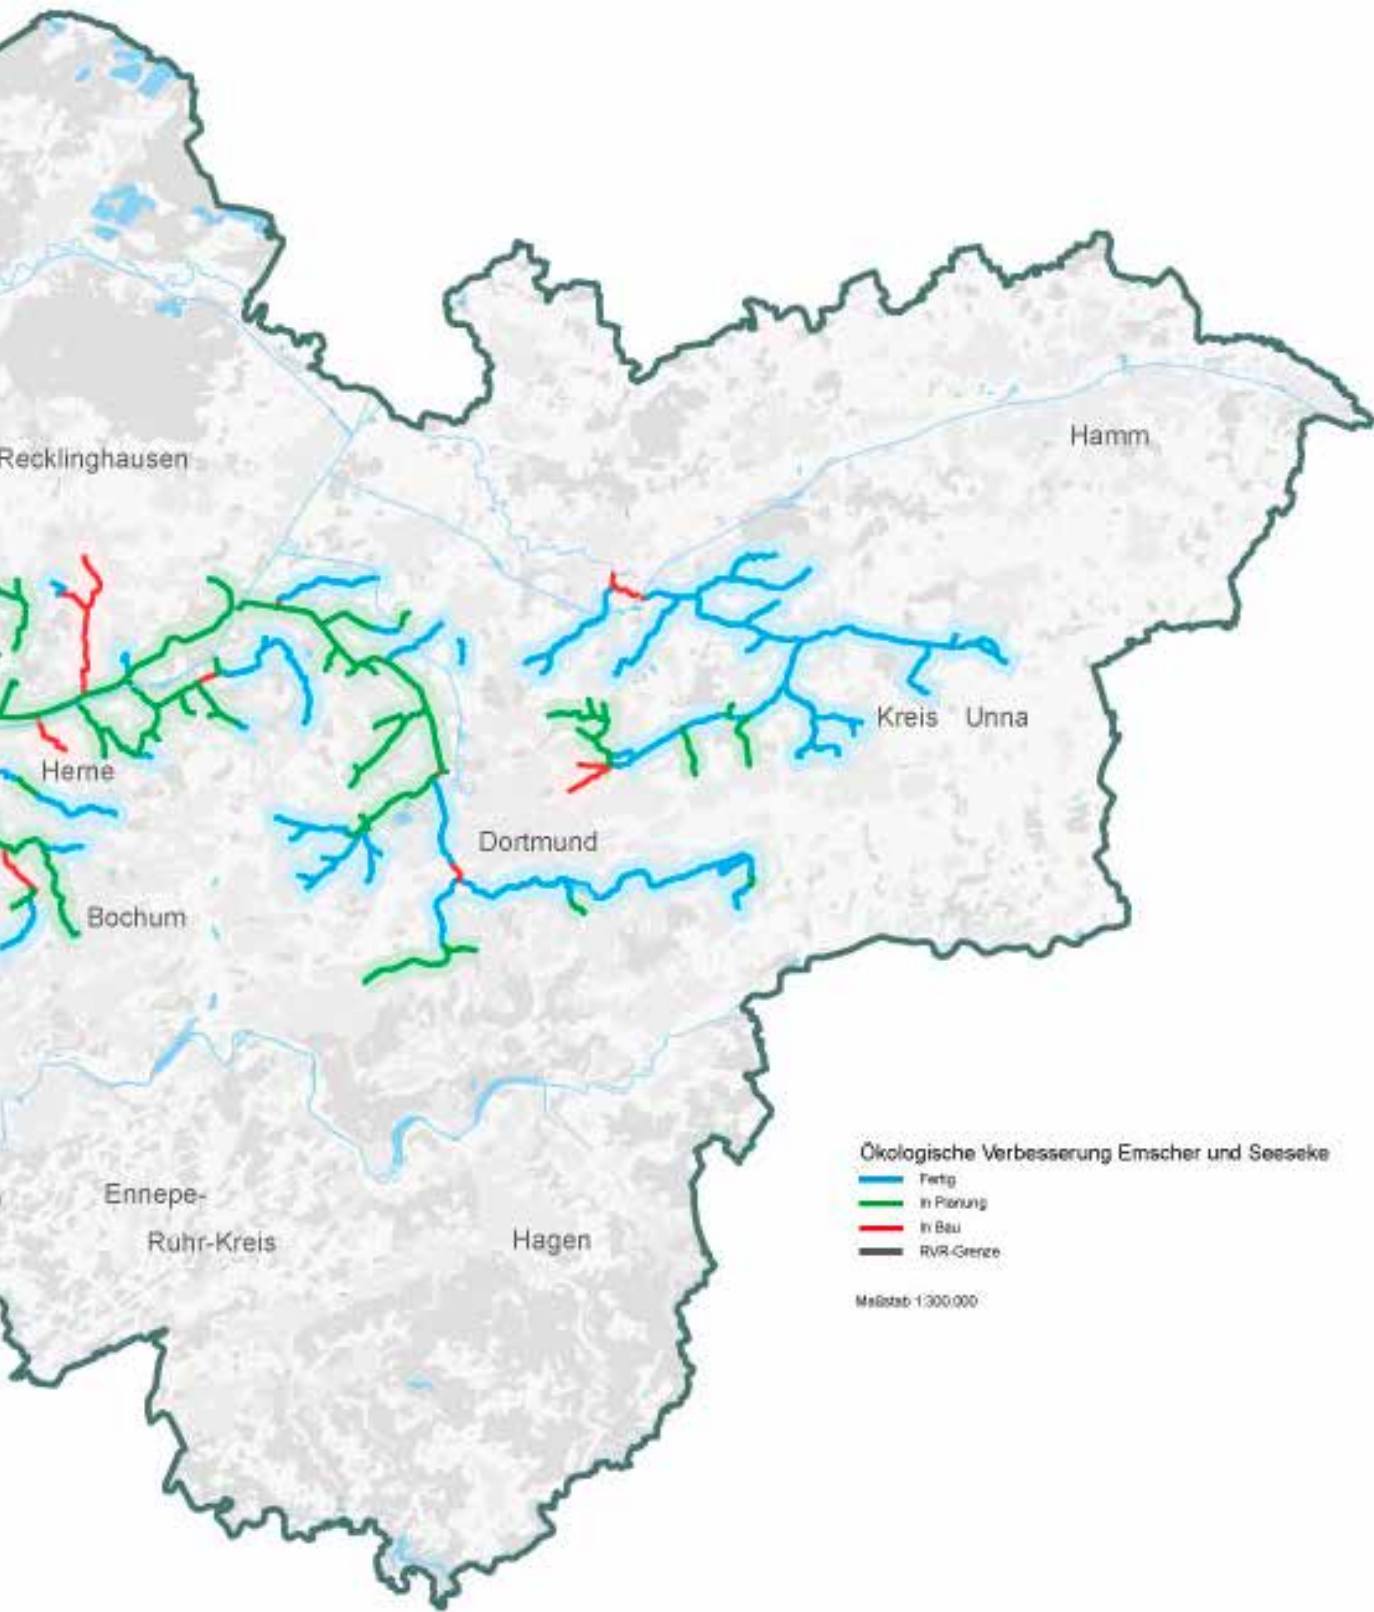 Hamm
Recklinghausen
Kreis Unna
Herne
Dortmund
Bochum
Ökologische Verbesserung Emscher und Seeseke
Fertig
In Planung
In Bau
RVR-Grenze
Maßstab 1:300.000
Ennepe-
Ruhr-Kreis
Hagen